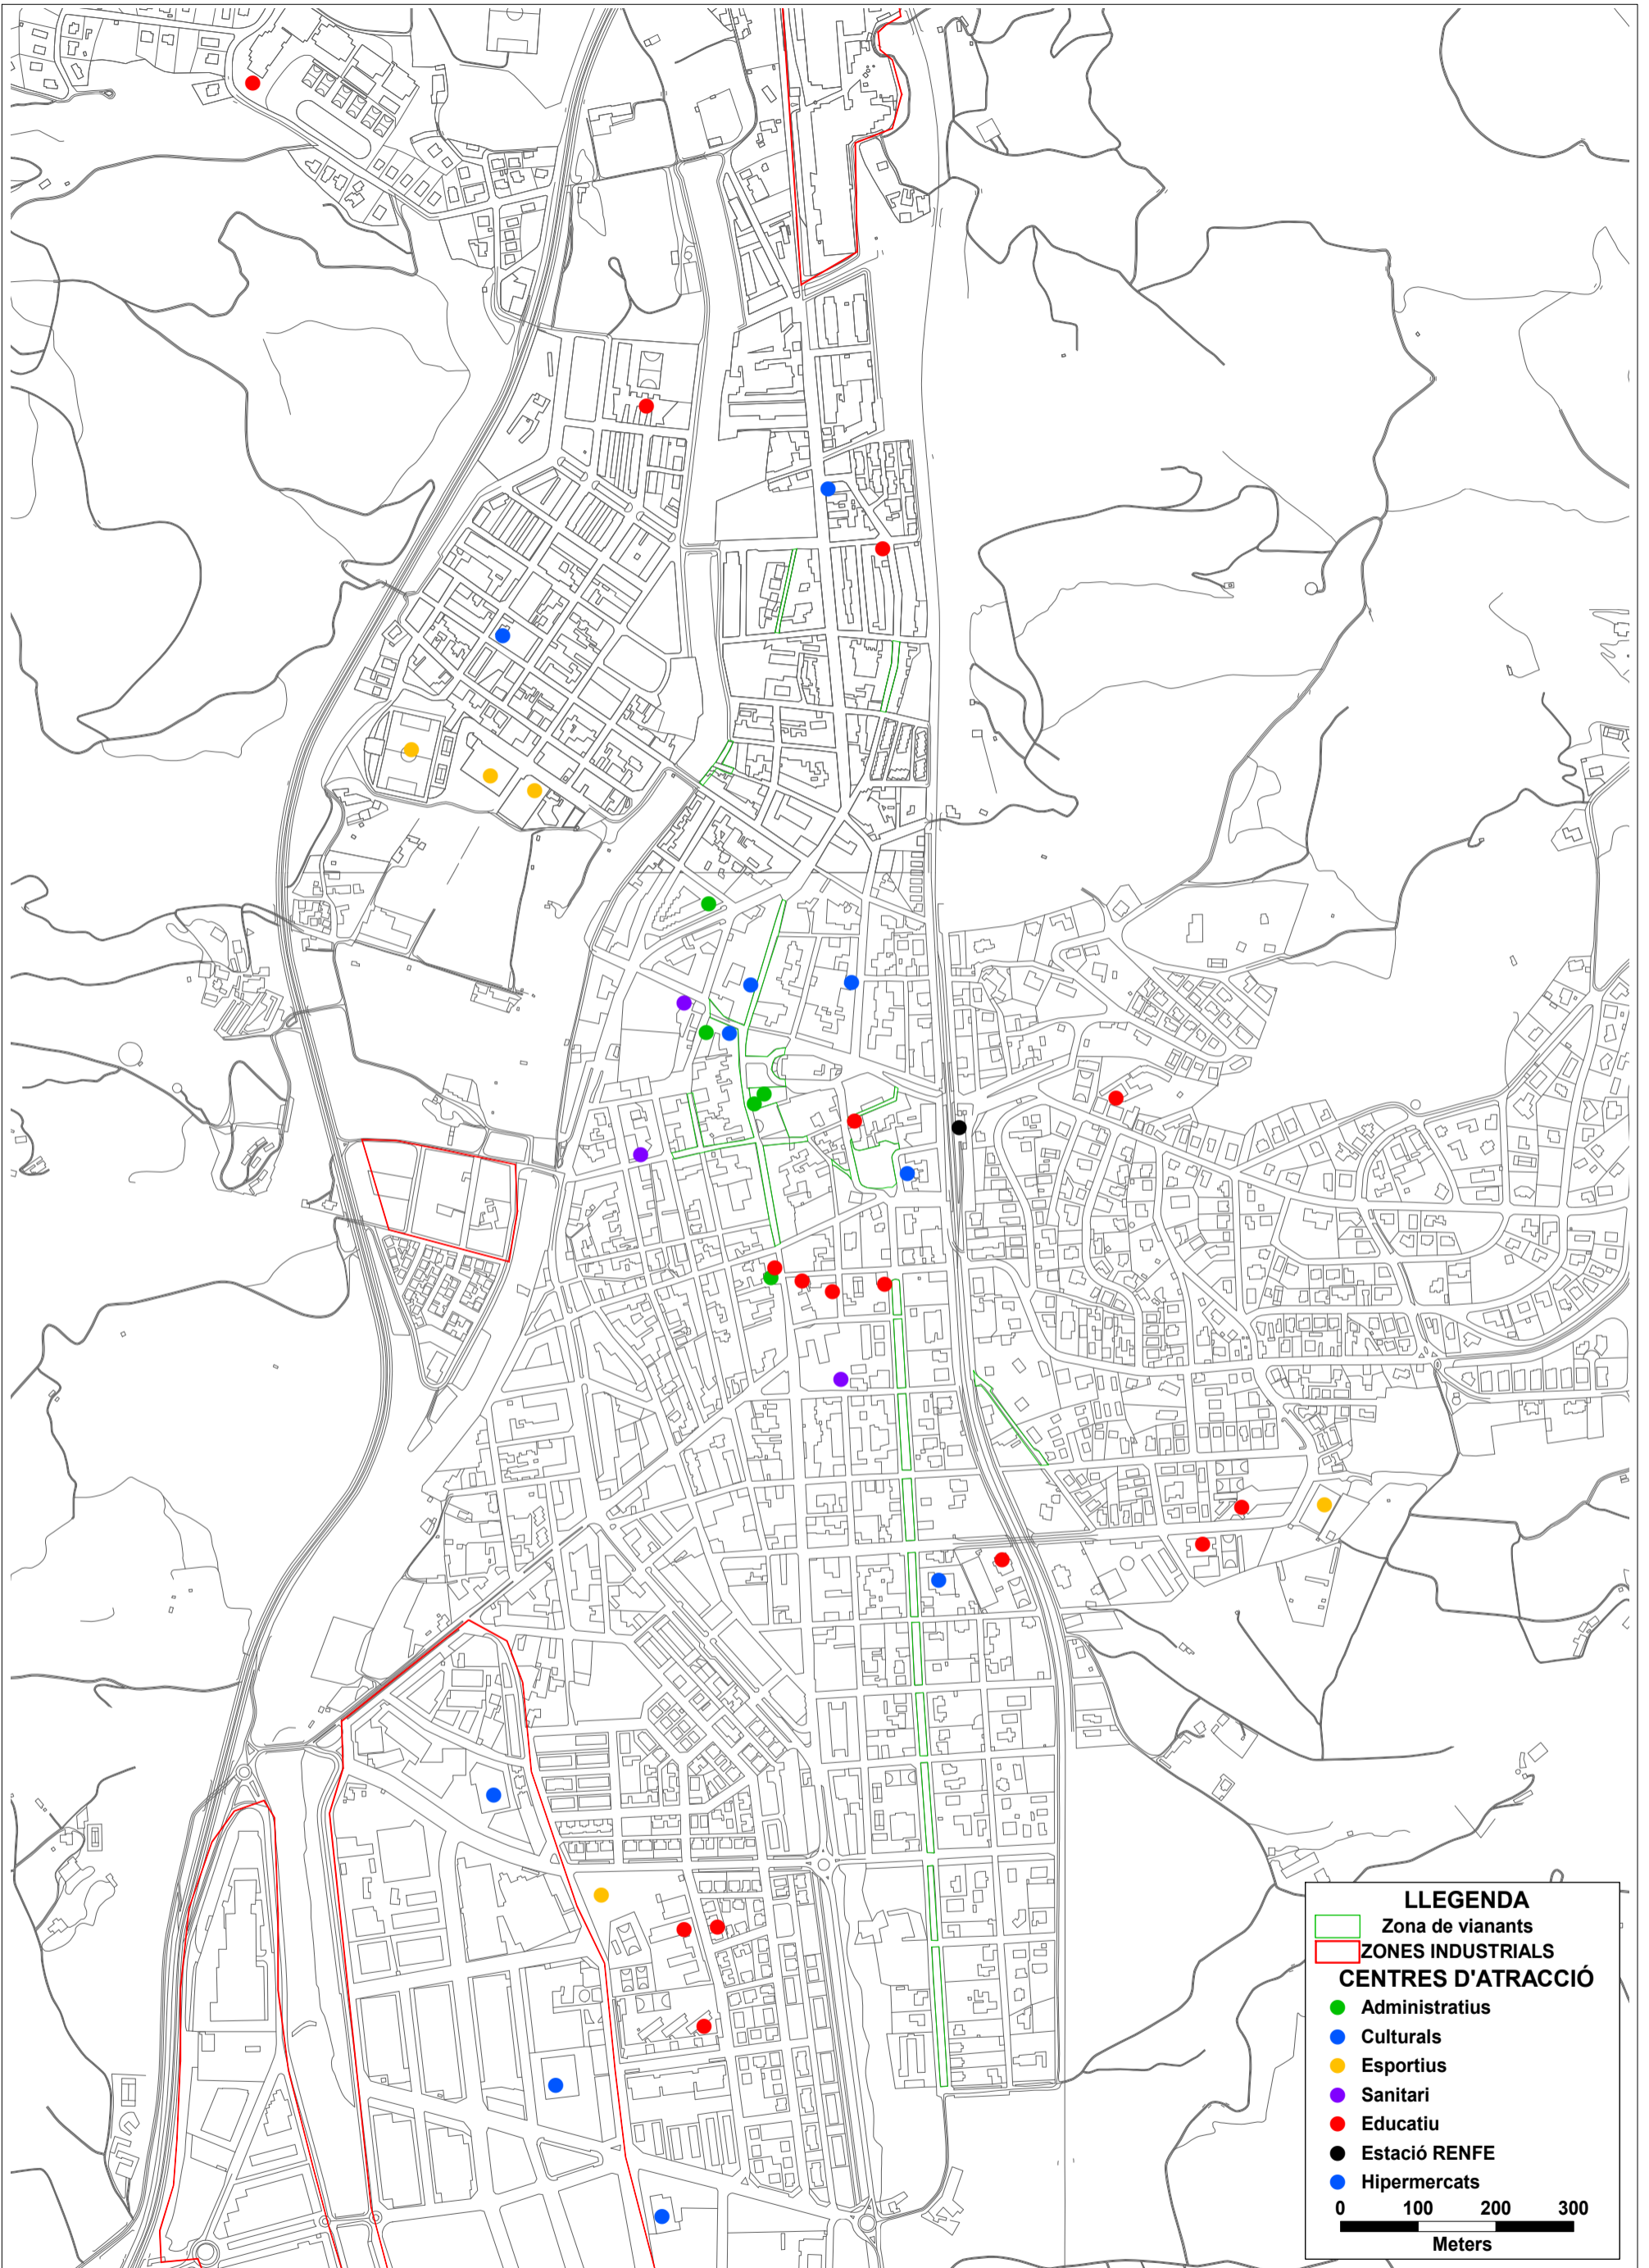 LLEGENDA
Zona de vianants
ZONES INDUSTRIALS
CENTRES D'ATRACCIÓ
Administratius
Culturals
Esportius
Sanitari
Educatiu
Estació RENFE
Hipermercats
0 100 200 300
Meters